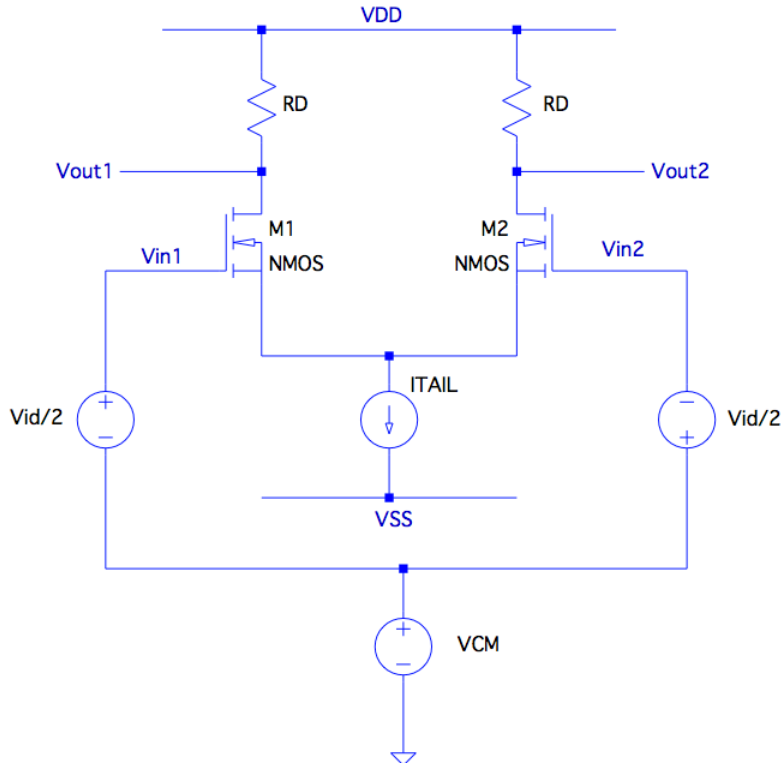 VDD
RD
RD
Vout1
Vout2
M1
M2
Vin1
Vin2
NMOS
NMOS
ITAIL
Vid/2
+
−
−
+
Vid/2
VSS
+
−
VCM